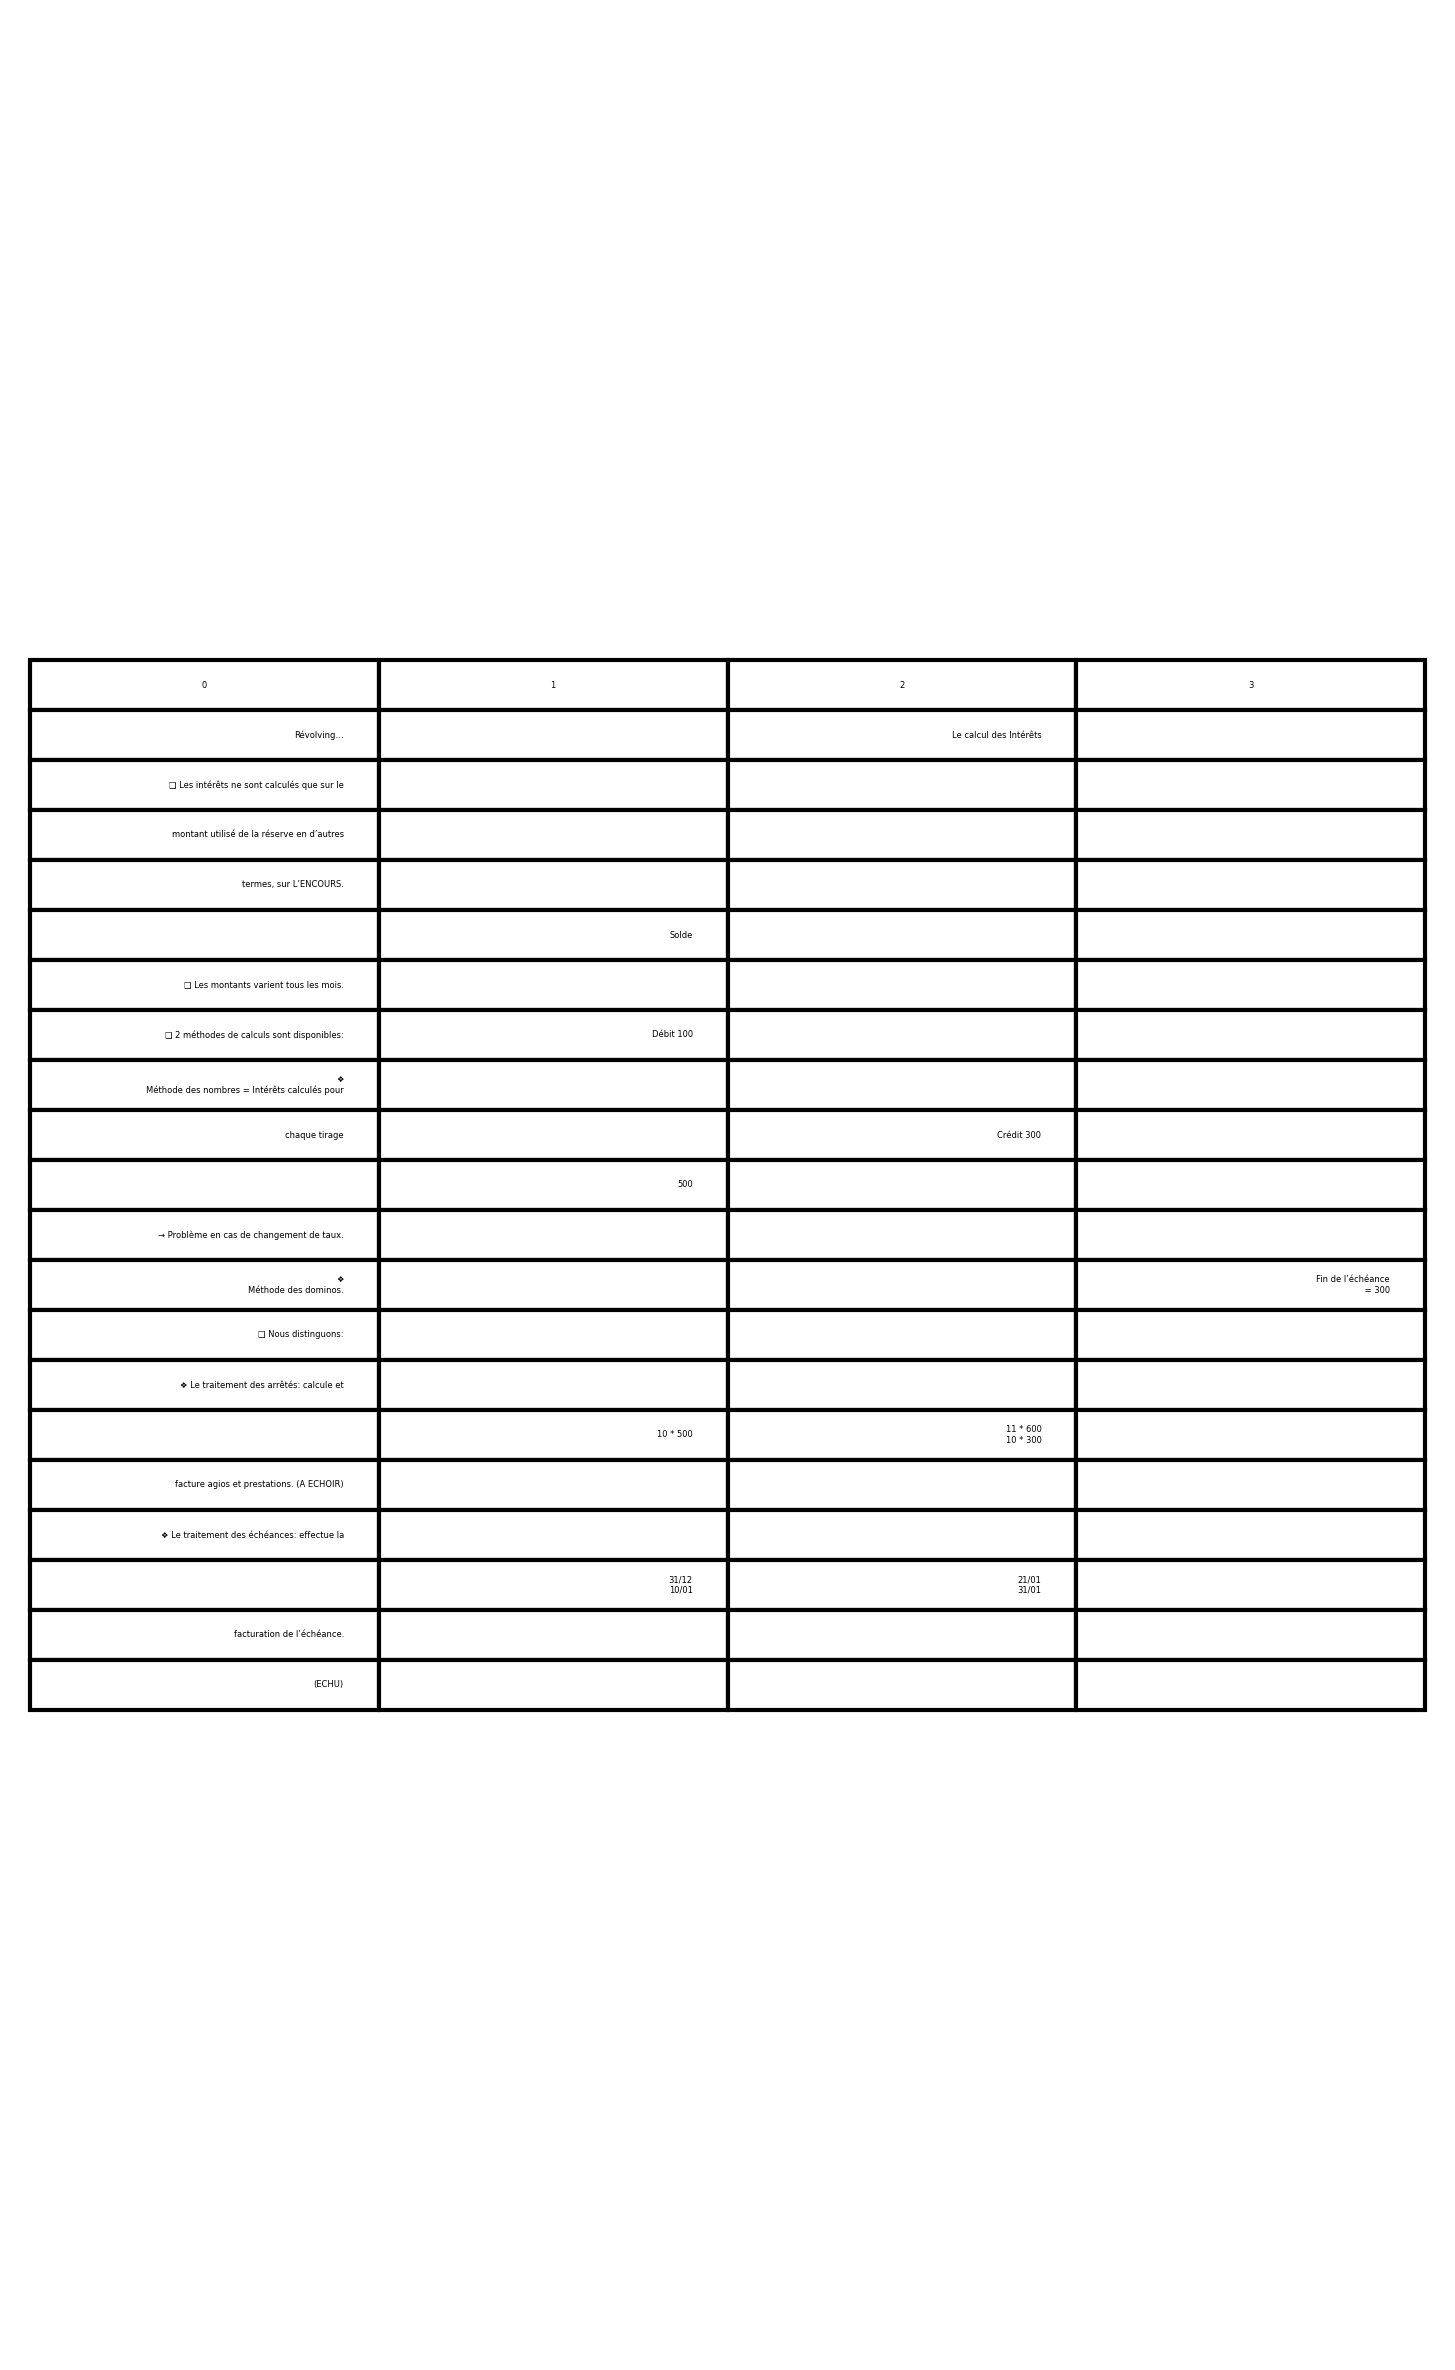 0 1 2 3
Révolving… Le calcul des Intérêts
❑ Les intérêts ne sont calculés que sur le
montant utilisé de la réserve en d’autres
termes, sur L’ENCOURS.
Solde
❑ Les montants varient tous les mois.
❑ 2 méthodes de calculs sont disponibles: Débit 100
❖
Méthode des nombres = Intérêts calculés pour
chaque tirage Crédit 300
500
→ Problème en cas de changement de taux.
❖
Méthode des dominos.
Fin de l’échéance
= 300
❑ Nous distinguons:
❖ Le traitement des arrêtés: calcule et
10 * 500
11 * 600
10 * 300
facture agios et prestations. (A ECHOIR)
❖ Le traitement des échéances: effectue la
31/12
10/01
21/01
31/01
facturation de l’échéance.
(ECHU)